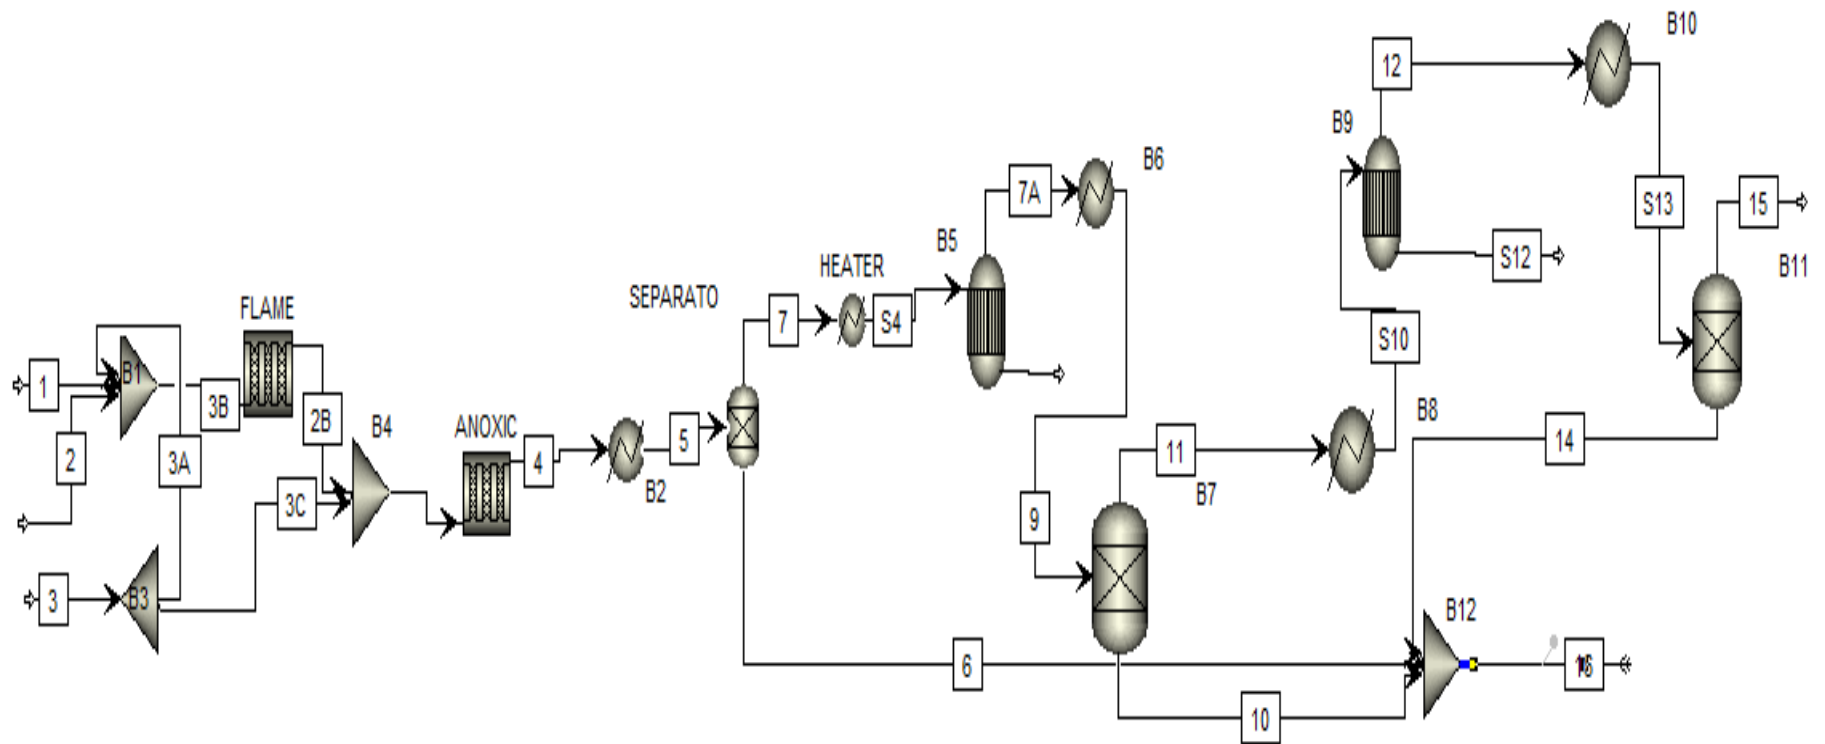 B10
12
B9
B6
7A
S13
15
B5
S12
B11
HEATER
SEPARATO
FLAME
7
S4
S10
1
B1
3B
2B
B4
ANOXIC
4
5
B8
14
2
3A
11
B2
B7
3C
9
3
B3
B12
6
10